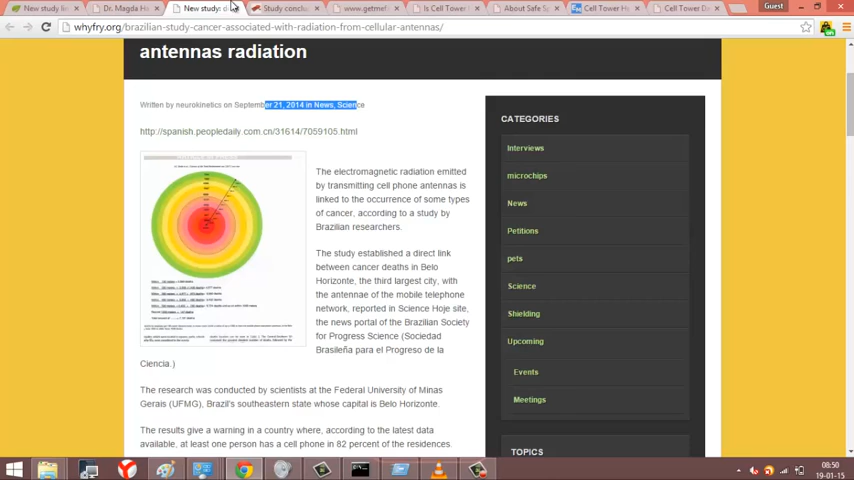 New study li
Dr. Magda Ha
New study: di
Study conclu
www.getmef
Is Cell Tower
About Safe Sp
Cell Tower He
Cell Tower De
Guest
whyfry.org/brazilian-study-cancer-associated-with-radiation-from-cellular-antennas/
antennas radiation
Written by neurokinetics on September 21, 2014 in News, Science
http://spanish.peopledaily.com.cn/31614/7059105.html
The electromagnetic radiation emitted
by transmitting cell phone antennas is
linked to the occurrence of some types
of cancer, according to a study by
Brazilian researchers.
The study established a direct link
between cancer deaths in Belo
Horizonte, the third largest city, with
the antennae of the mobile telephone
network, reported in Science Hoje site,
the news portal of the Brazilian Society
for Progress Science (Sociedad
Brasileña para el Progreso de la
Ciencia.)
The research was conducted by scientists at the Federal University of Minas
Gerais (UFMG), Brazil's southeastern state whose capital is Belo Horizonte.
The results give a warning in a country where, according to the latest data
available, at least one person has a cell phone in 82 percent of the residences.
CATEGORIES
Interviews
microchips
News
Petitions
pets
Science
Shielding
Upcoming
Events
Meetings
TOPICS
08:50
19-01-15